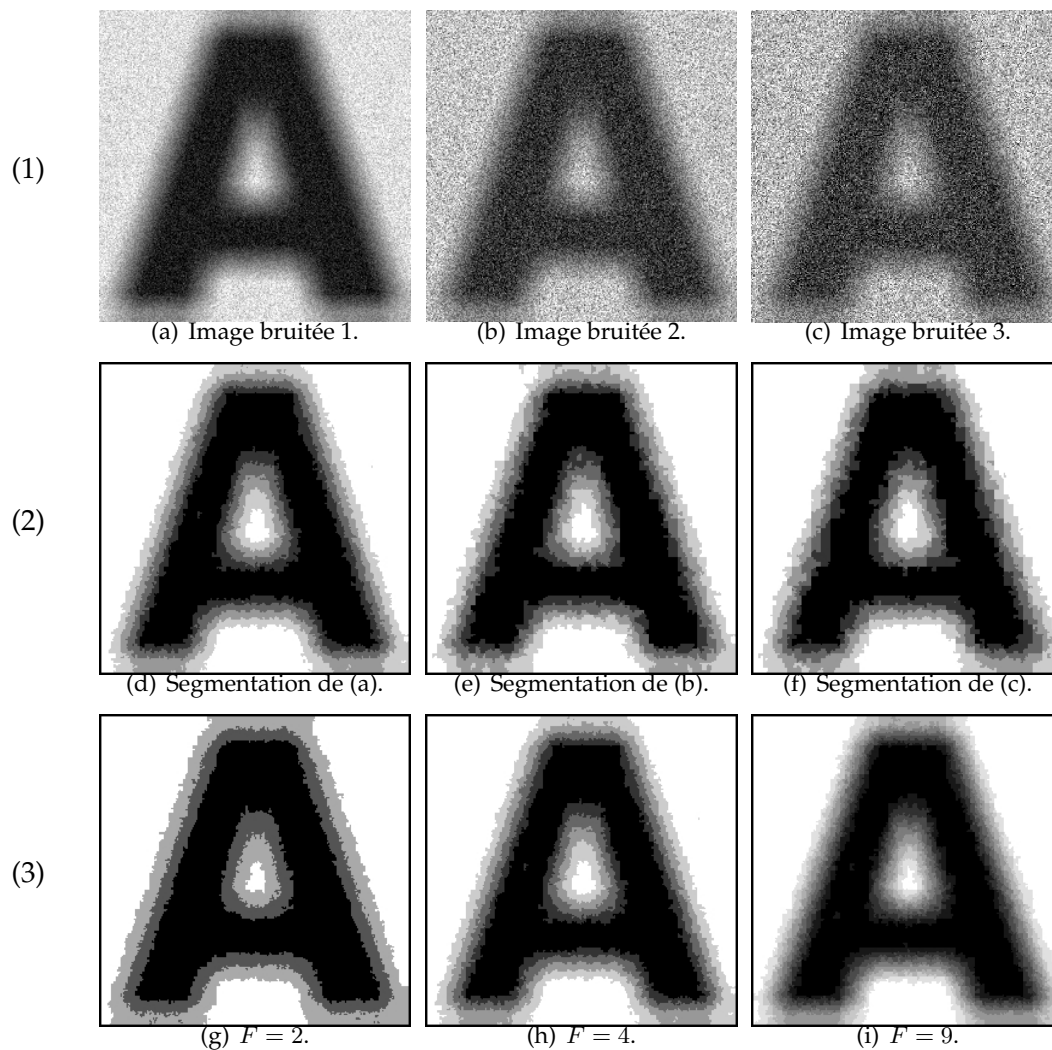 (1)
(a) Image bruitée 1. (b) Image bruitée 2. (c) Image bruitée 3.
(2)
(d) Segmentation de (a). (e) Segmentation de (b). (f) Segmentation de (c).
(3)
(g) F = 2. (h) F = 4. (i) F = 9.
A A A
A A A
A A A